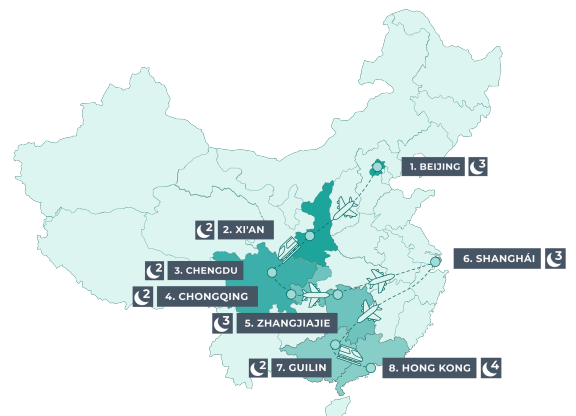 1. BEIJING 3
2 2. XI'AN
2 3. CHENGDU
2 4. CHONGQING
3 5. ZHANGJIAJIE
6. SHANGHÁI 3
2 7. GUILIN
8. HONG KONG 4